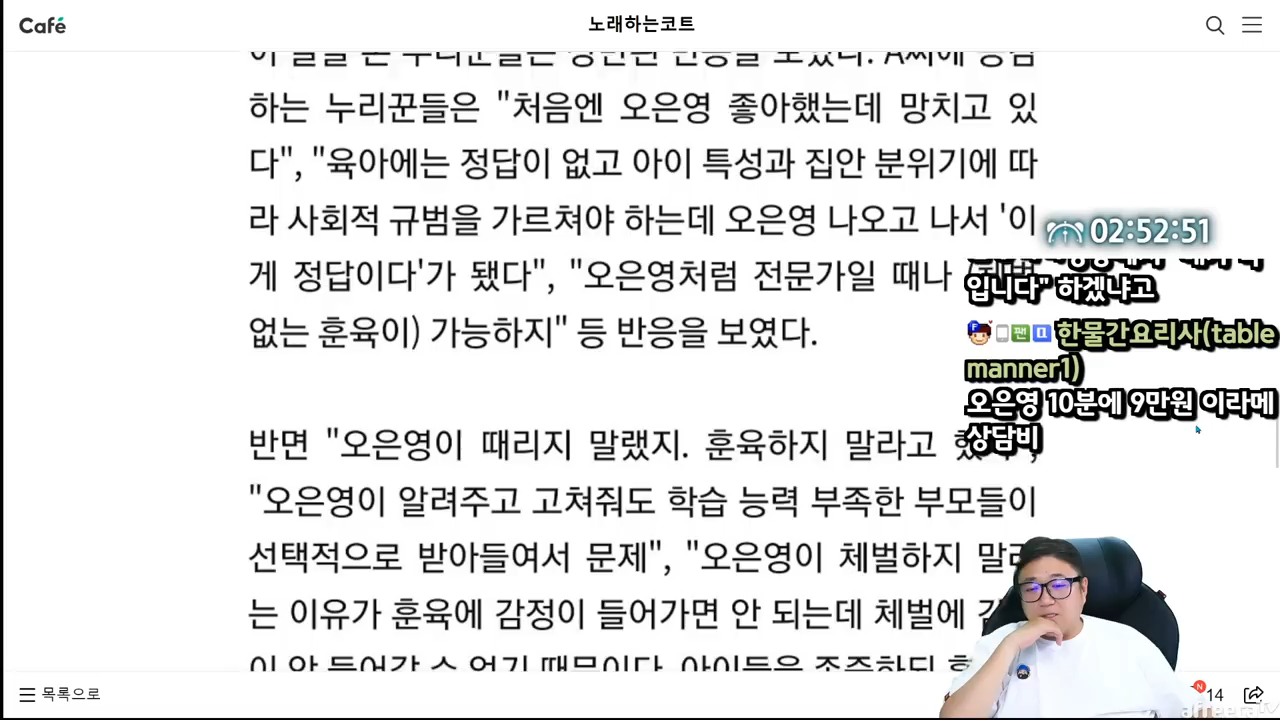 Café
노래하는코트
하는 누리꾼들은 "처음엔 오은영 좋아했는데 망치고 있
다", "육아에는 정답이 없고 아이 특성과 집안 분위기에 따
라 사회적 규범을 가르쳐야 하는데 오은영 나오고 나서 '이
게 정답이다'가 됐다", "오은영처럼 전문가일 때나
없는 훈육이) 가능하지" 등 반응을 보였다.
반면 "오은영이 때리지 말랬지. 훈육하지 말라고
"오은영이 알려주고 고쳐줘도 학습 능력 부족한 부모들이
선택적으로 받아들여서 문제", "오은영이 체벌하지
는 이유가 훈육에 감정이 들어가면 안 되는데 체벌에
02:52:51
입니다" 하겠냐고
한물간요리사(table
manner1)
오은영 10분에 9만원 이라메
상담비
목록으로
14
afreecaTV